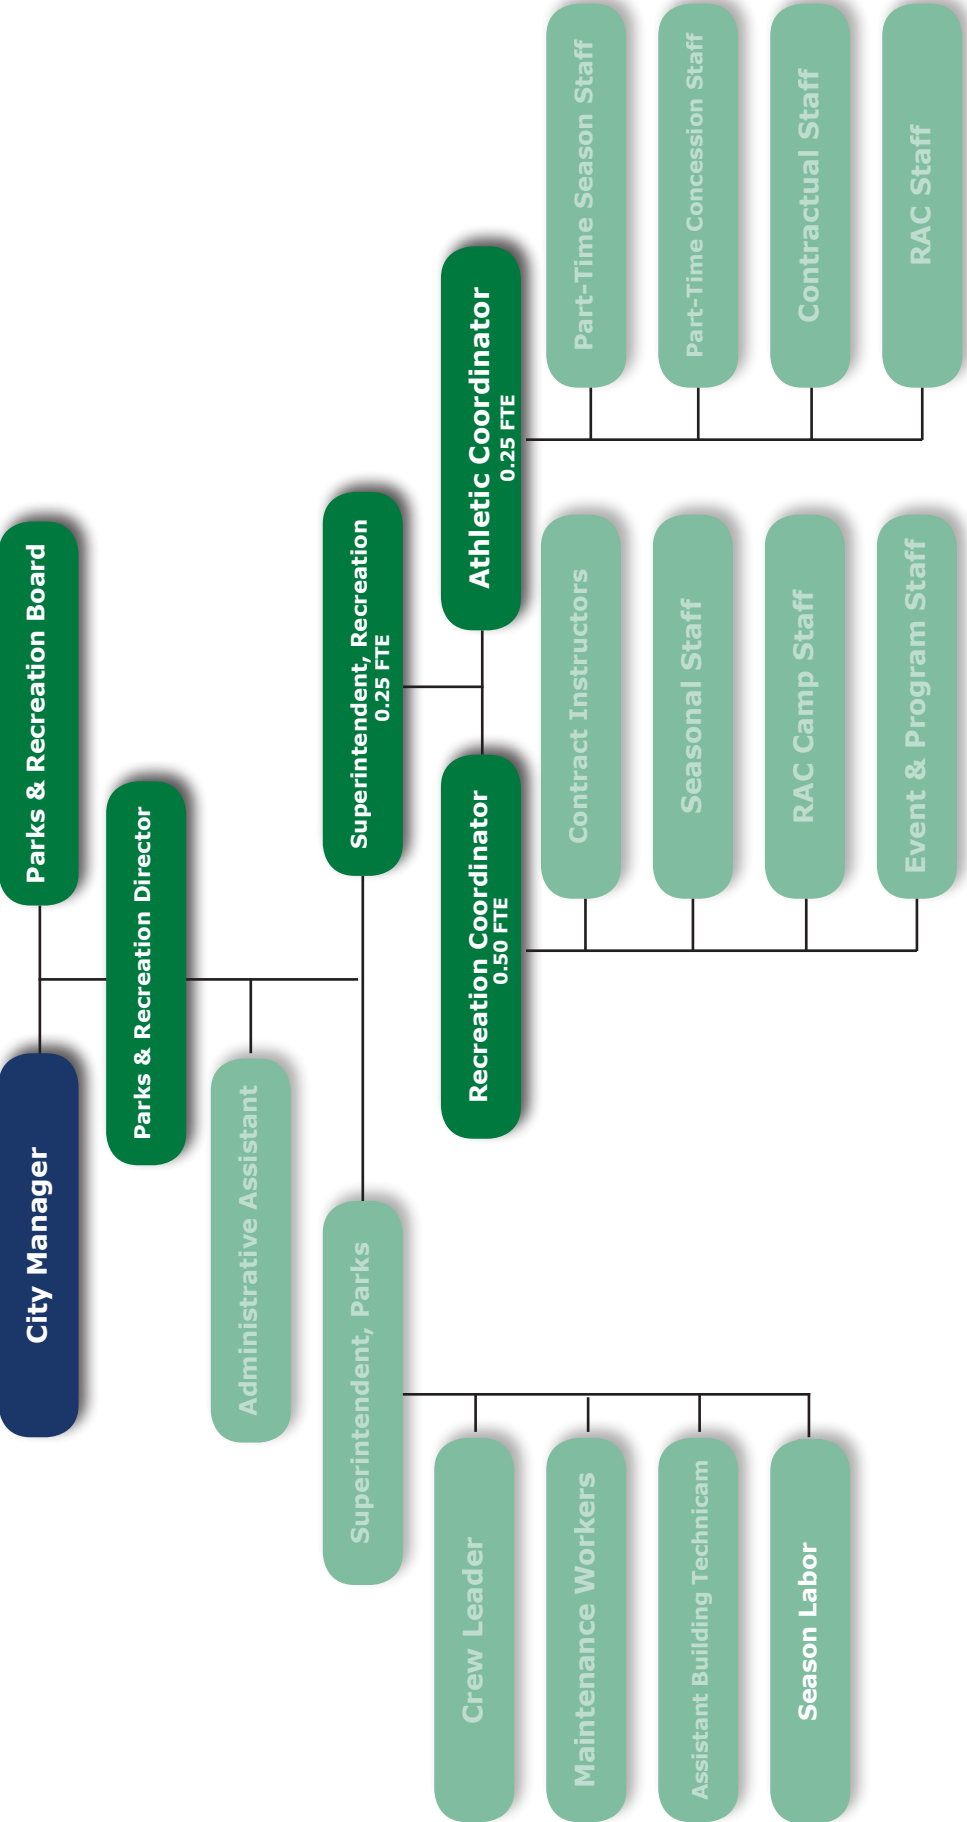 City Manager
Parks & Recreation Board
Parks & Recreation Director
Administrative Assistant
Superintendent, Parks
Superintendent, Recreation
0.25 FTE
Crew Leader
Maintenance Workers
Assistant Building Technicam
Season Labor
Recreation Coordinator
0.50 FTE
Contract Instructors
Seasonal Staff
RAC Camp Staff
Event & Program Staff
Athletic Coordinator
0.25 FTE
Part-Time Season Staff
Part-Time Concession Staff
Contractual Staff
RAC Staff